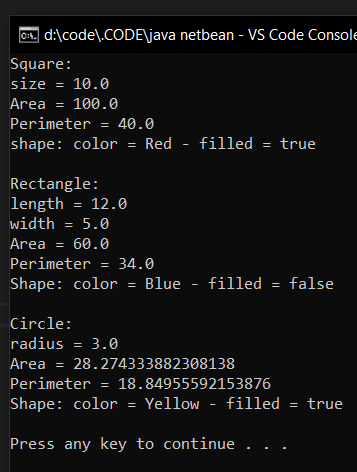 d:\code\.CODE\java netbean - VS Code Console
Square:
size = 10.0
Area = 100.0
Perimeter = 40.0
shape: color = Red - filled = true
Rectangle:
length = 12.0
width = 5.0
Area = 60.0
Perimeter = 34.0
Shape: color = Blue - filled = false
Circle:
radius = 3.0
Area = 28.274333882308138
Perimeter = 18.84955592153876
Shape: color = Yellow - filled = true
Press any key to continue . . .